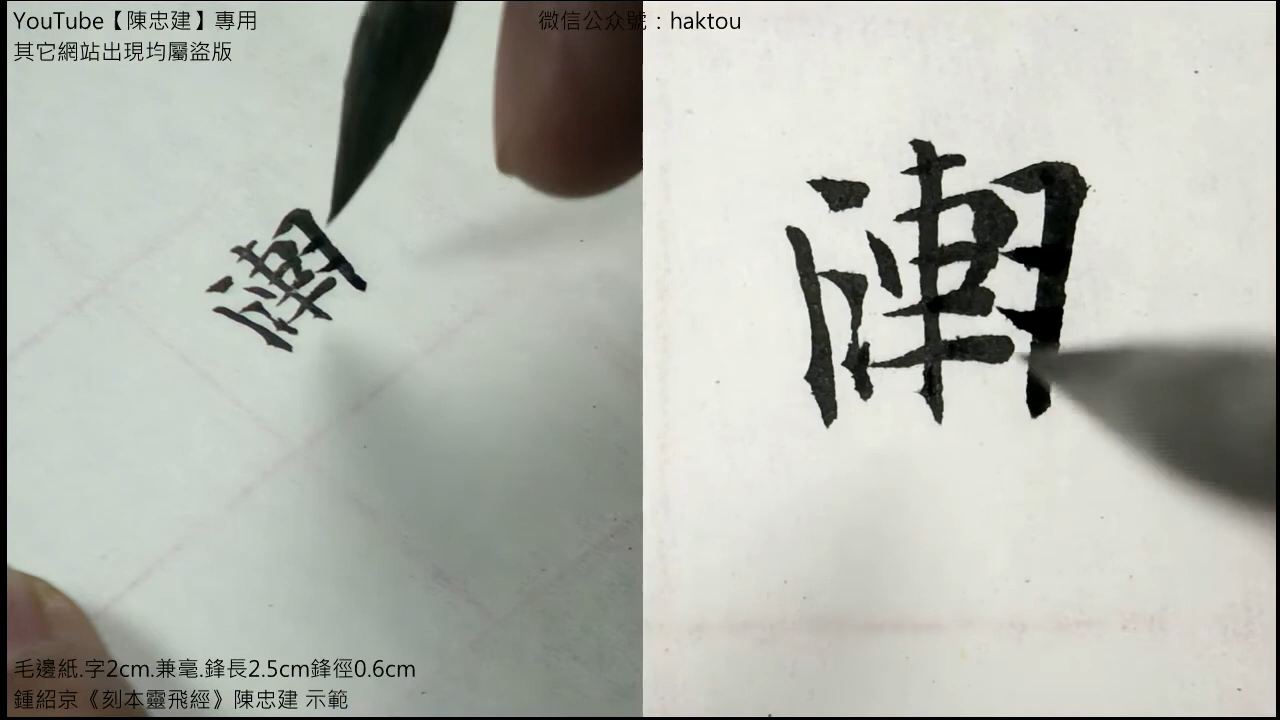 YouTube【陳忠建】專用
其它網站出現均屬盜版
微信公众號：haktou
毛邊紙.字2cm.兼毫.鋒長2.5cm鋒徑0.6cm
鍾紹京《刻本靈飛經》陳忠建 示範